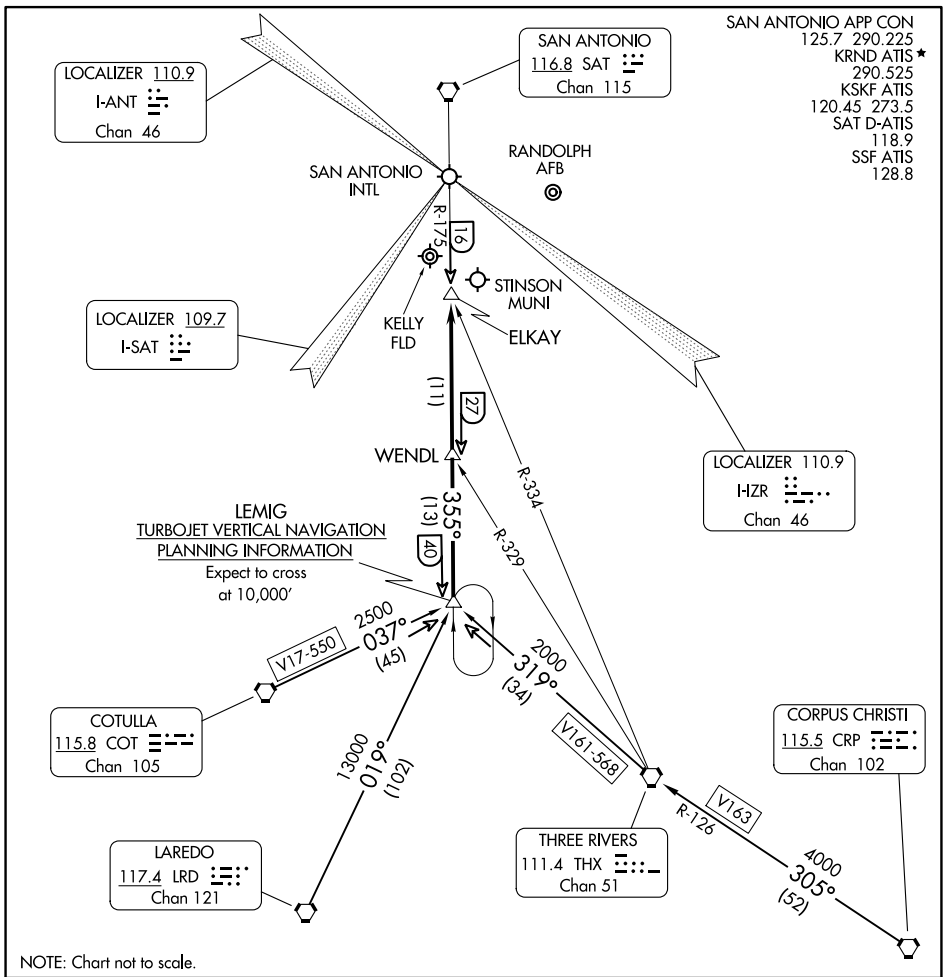 SAN ANTONIO APP CON
125.7 290.225
KRND ATIS ★
290.525
KSKF ATIS
120.45 273.5
SAT D-ATIS
118.9
SSF ATIS
128.8
LOCALIZER 110.9
I-ANT
Chan 46
SAN ANTONIO
116.8 SAT
Chan 115
SAN ANTONIO
INTL
RANDOLPH
AFB
R-175
16
KELLY
FLD
STINSON
MUNI
ELKAY
LOCALIZER 109.7
I-SAT
(11)
27
WENDL
R-334
R-329
LOCALIZER 110.9
I-IZR
Chan 46
355°
(13)
40
LEMIG
TURBOJET VERTICAL NAVIGATION
PLANNING INFORMATION
Expect to cross
at 10,000'
V17-550
2500
037°
(45)
2000
319°
(34)
V161-568
COTULLA
115.8 COT
Chan 105
13000
019°
(102)
LAREDO
117.4 LRD
Chan 121
THREE RIVERS
111.4 THX
Chan 51
CORPUS CHRISTI
115.5 CRP
Chan 102
V163
R-126
4000
305°
(52)
NOTE: Chart not to scale.